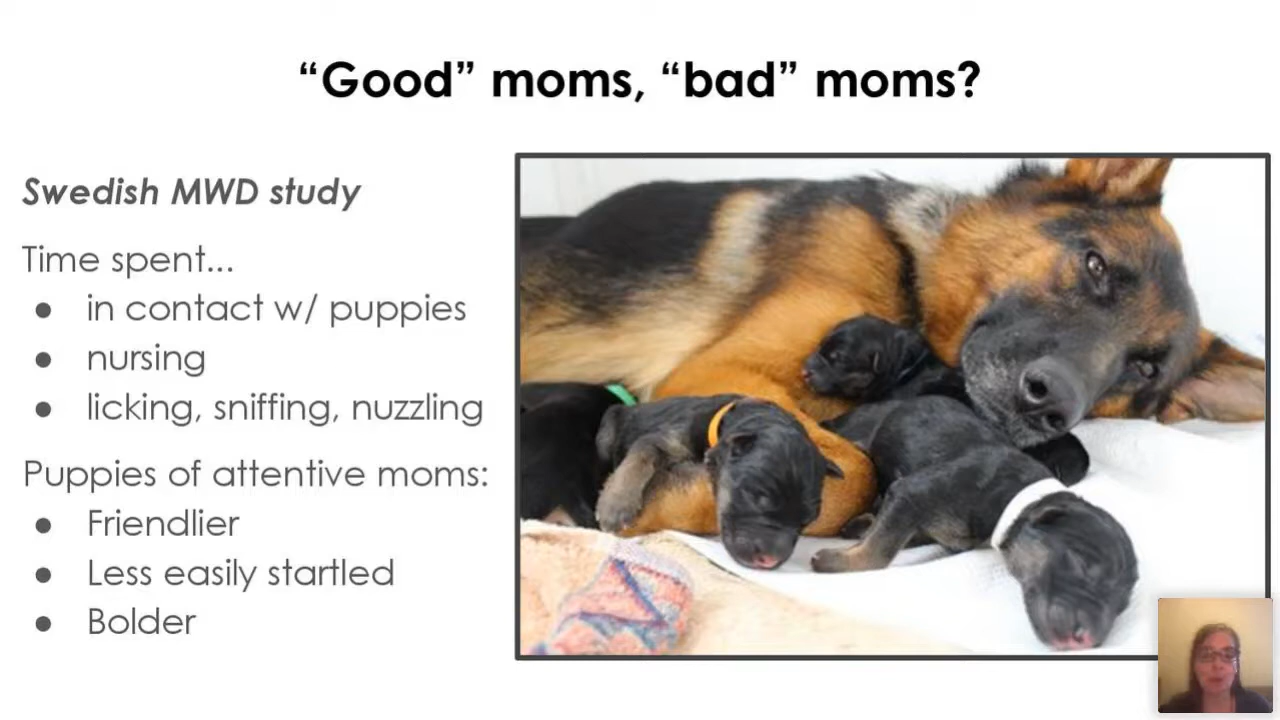 “Good” moms, “bad” moms?
Swedish MWD study
Time spent...
● in contact w/ puppies
● nursing
● licking, sniffing, nuzzling
Puppies of attentive moms:
● Friendlier
● Less easily startled
● Bolder